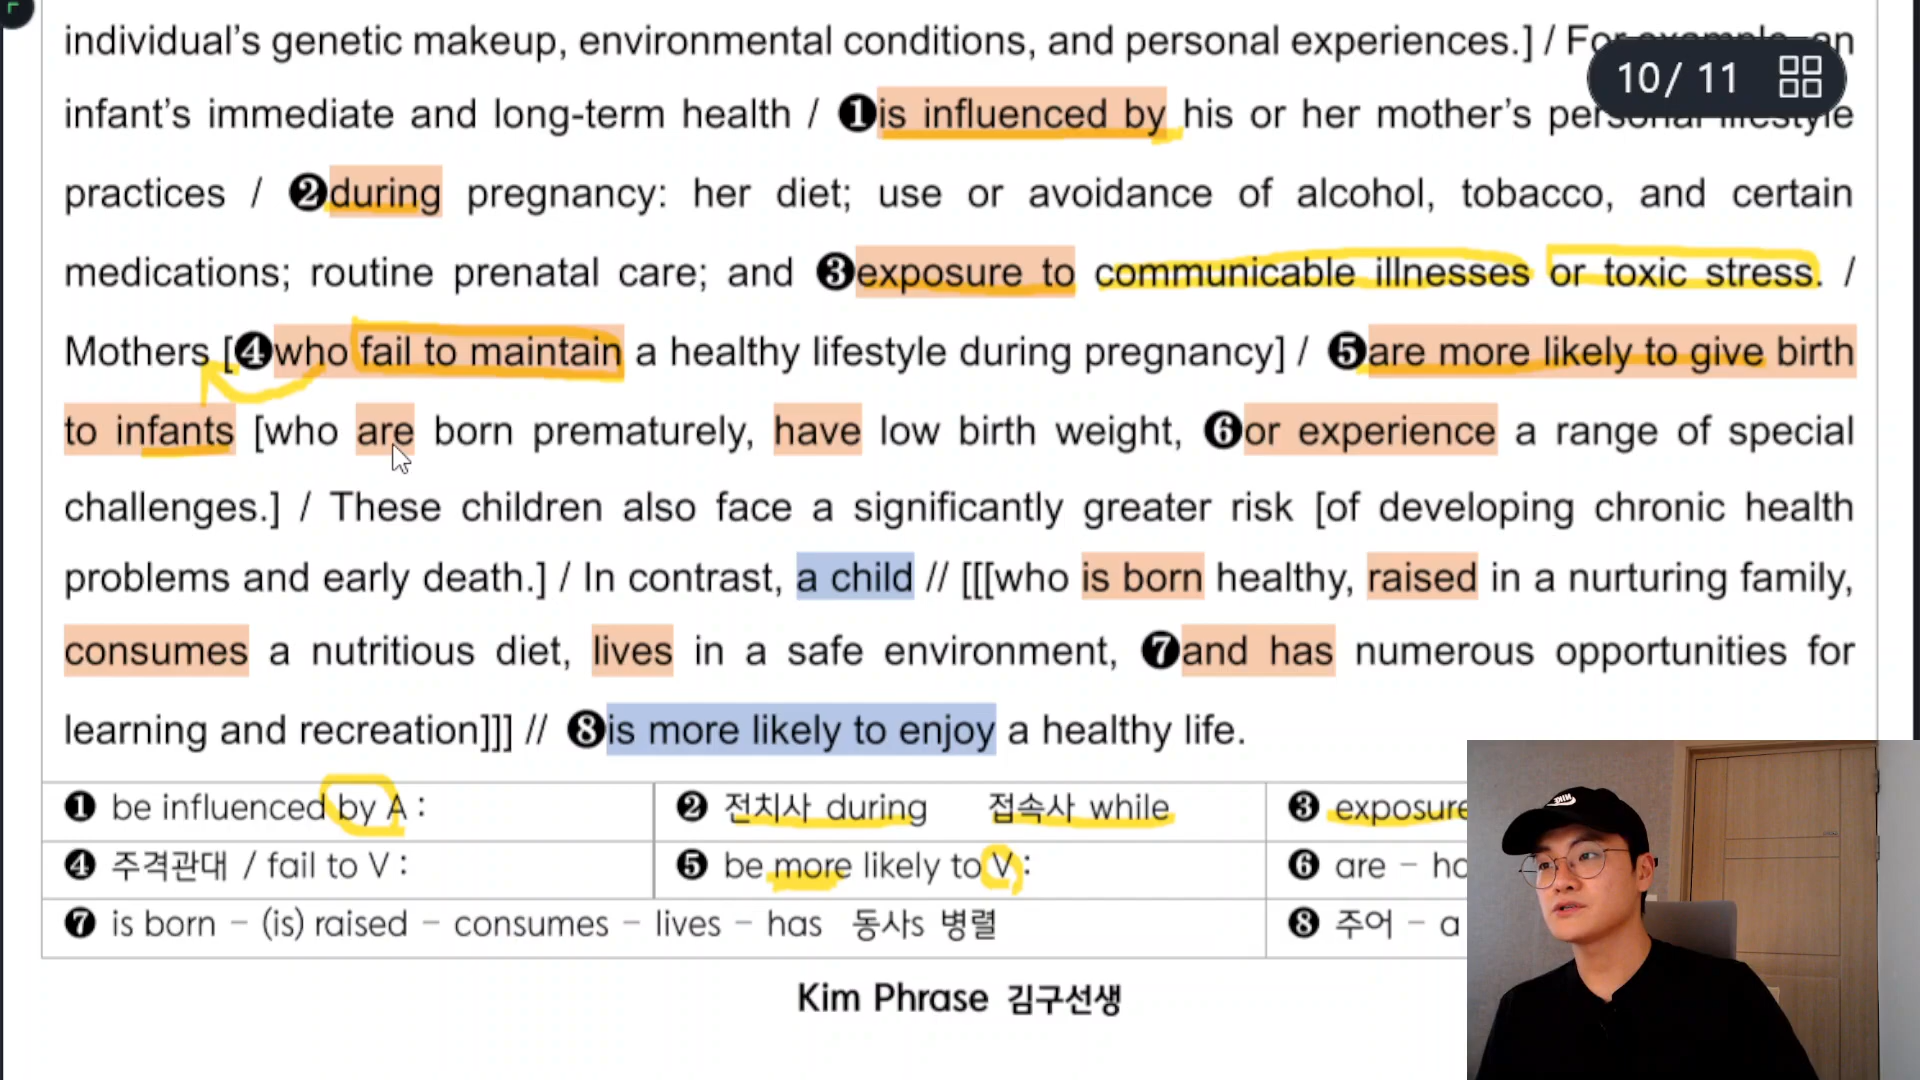 individual's genetic makeup, environmental conditions, and personal experiences.] / For example, an
10/ 11
infant's immediate and long-term health / ❶is influenced by his or her mother's personal lifestyle
practices / ❷during pregnancy: her diet; use or avoidance of alcohol, tobacco, and certain
medications; routine prenatal care; and ❸exposure to communicable illnesses or toxic stress. /
Mothers [❹who fail to maintain a healthy lifestyle during pregnancy] / ❺are more likely to give birth
to infants [who are born prematurely, have low birth weight, ❻or experience a range of special
challenges.] / These children also face a significantly greater risk [of developing chronic health
problems and early death.] / In contrast, a child // [[[who is born healthy, raised in a nurturing family,
consumes a nutritious diet, lives in a safe environment, ❼and has numerous opportunities for
learning and recreation]]] // ❽is more likely to enjoy a healthy life.
❶ be influenced by A :
❷ 전치사 during 접속사 while
❸ exposure
❹ 주격관대 / fail to V :
❺ be more likely to V :
❻ are – ha
❼ is born – (is) raised – consumes – lives – has 동사s 병렬
❽ 주어 – a
Kim Phrase 김구선생